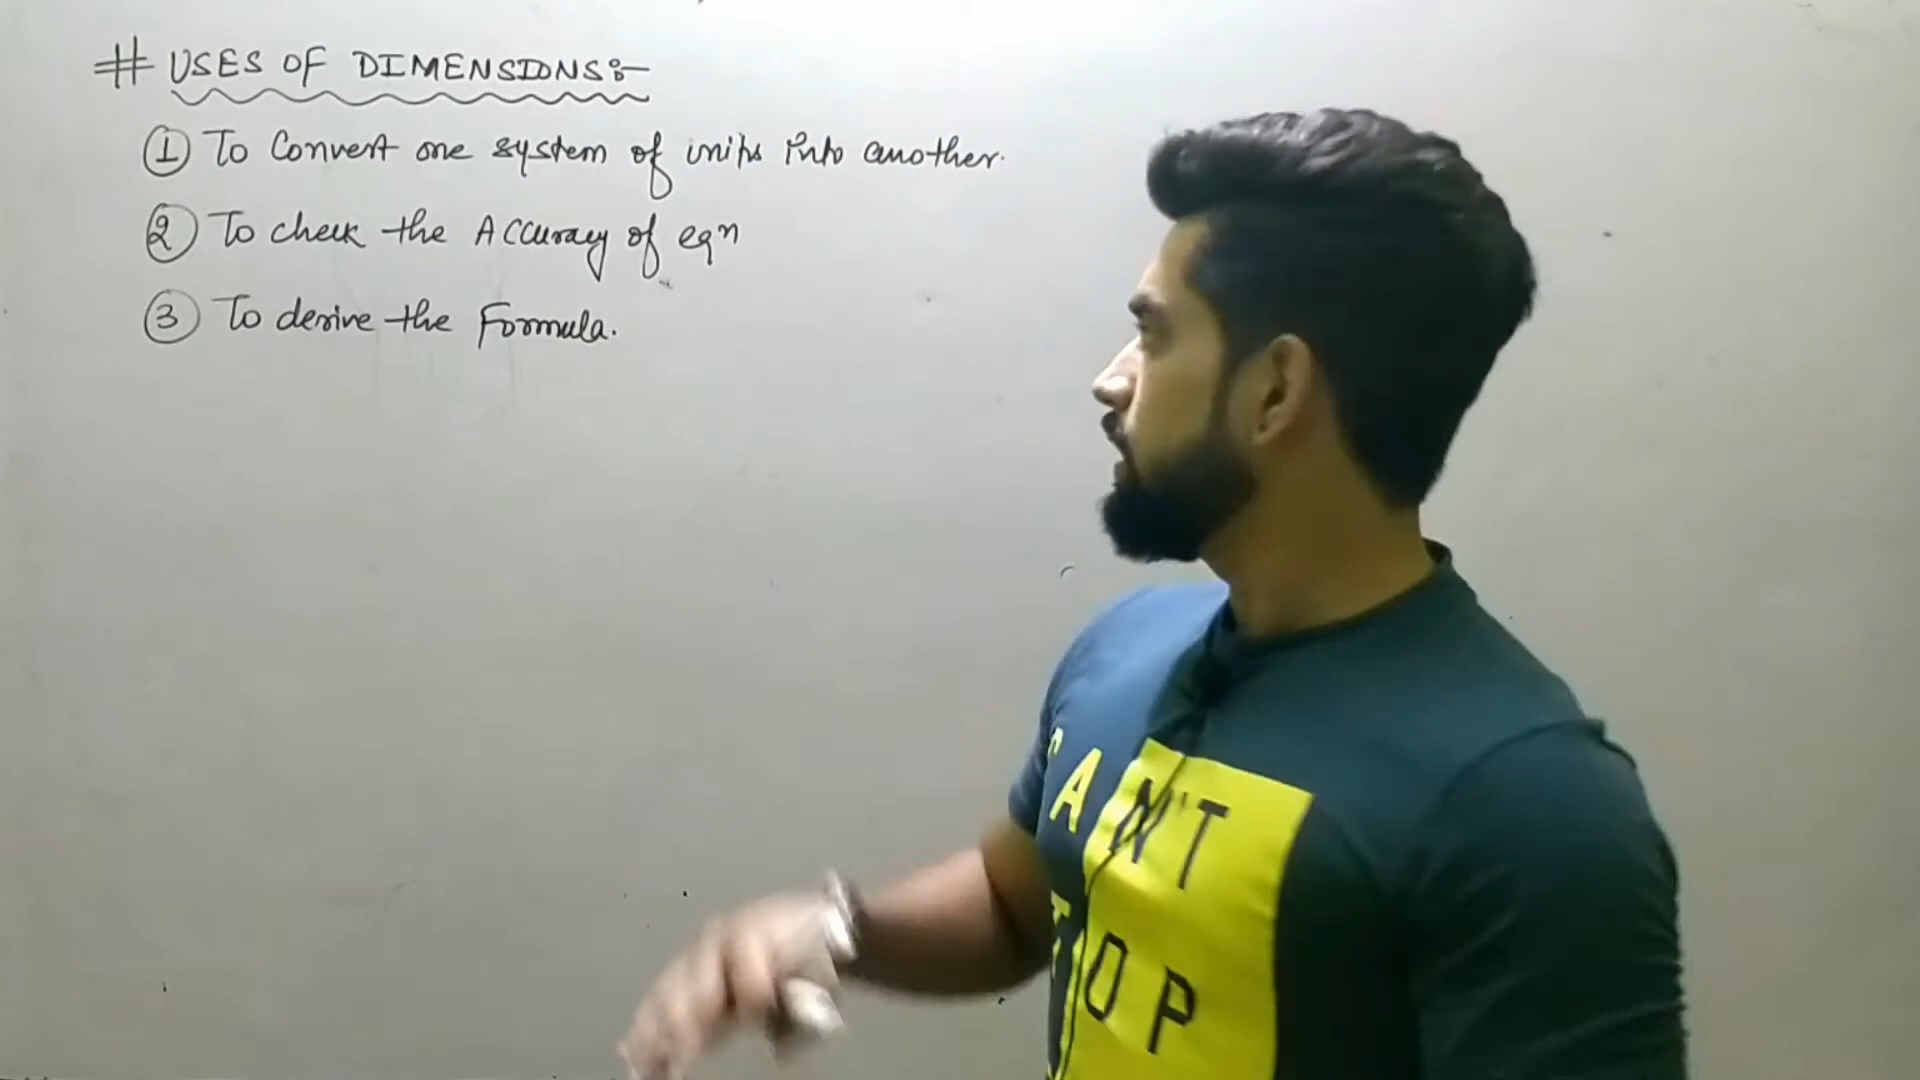 # USES OF DIMENSIONS:-
① To Convert one system of units into another.
② To check the Accuracy of eqn
③ To derive the Formula.
CAN'T
TOP